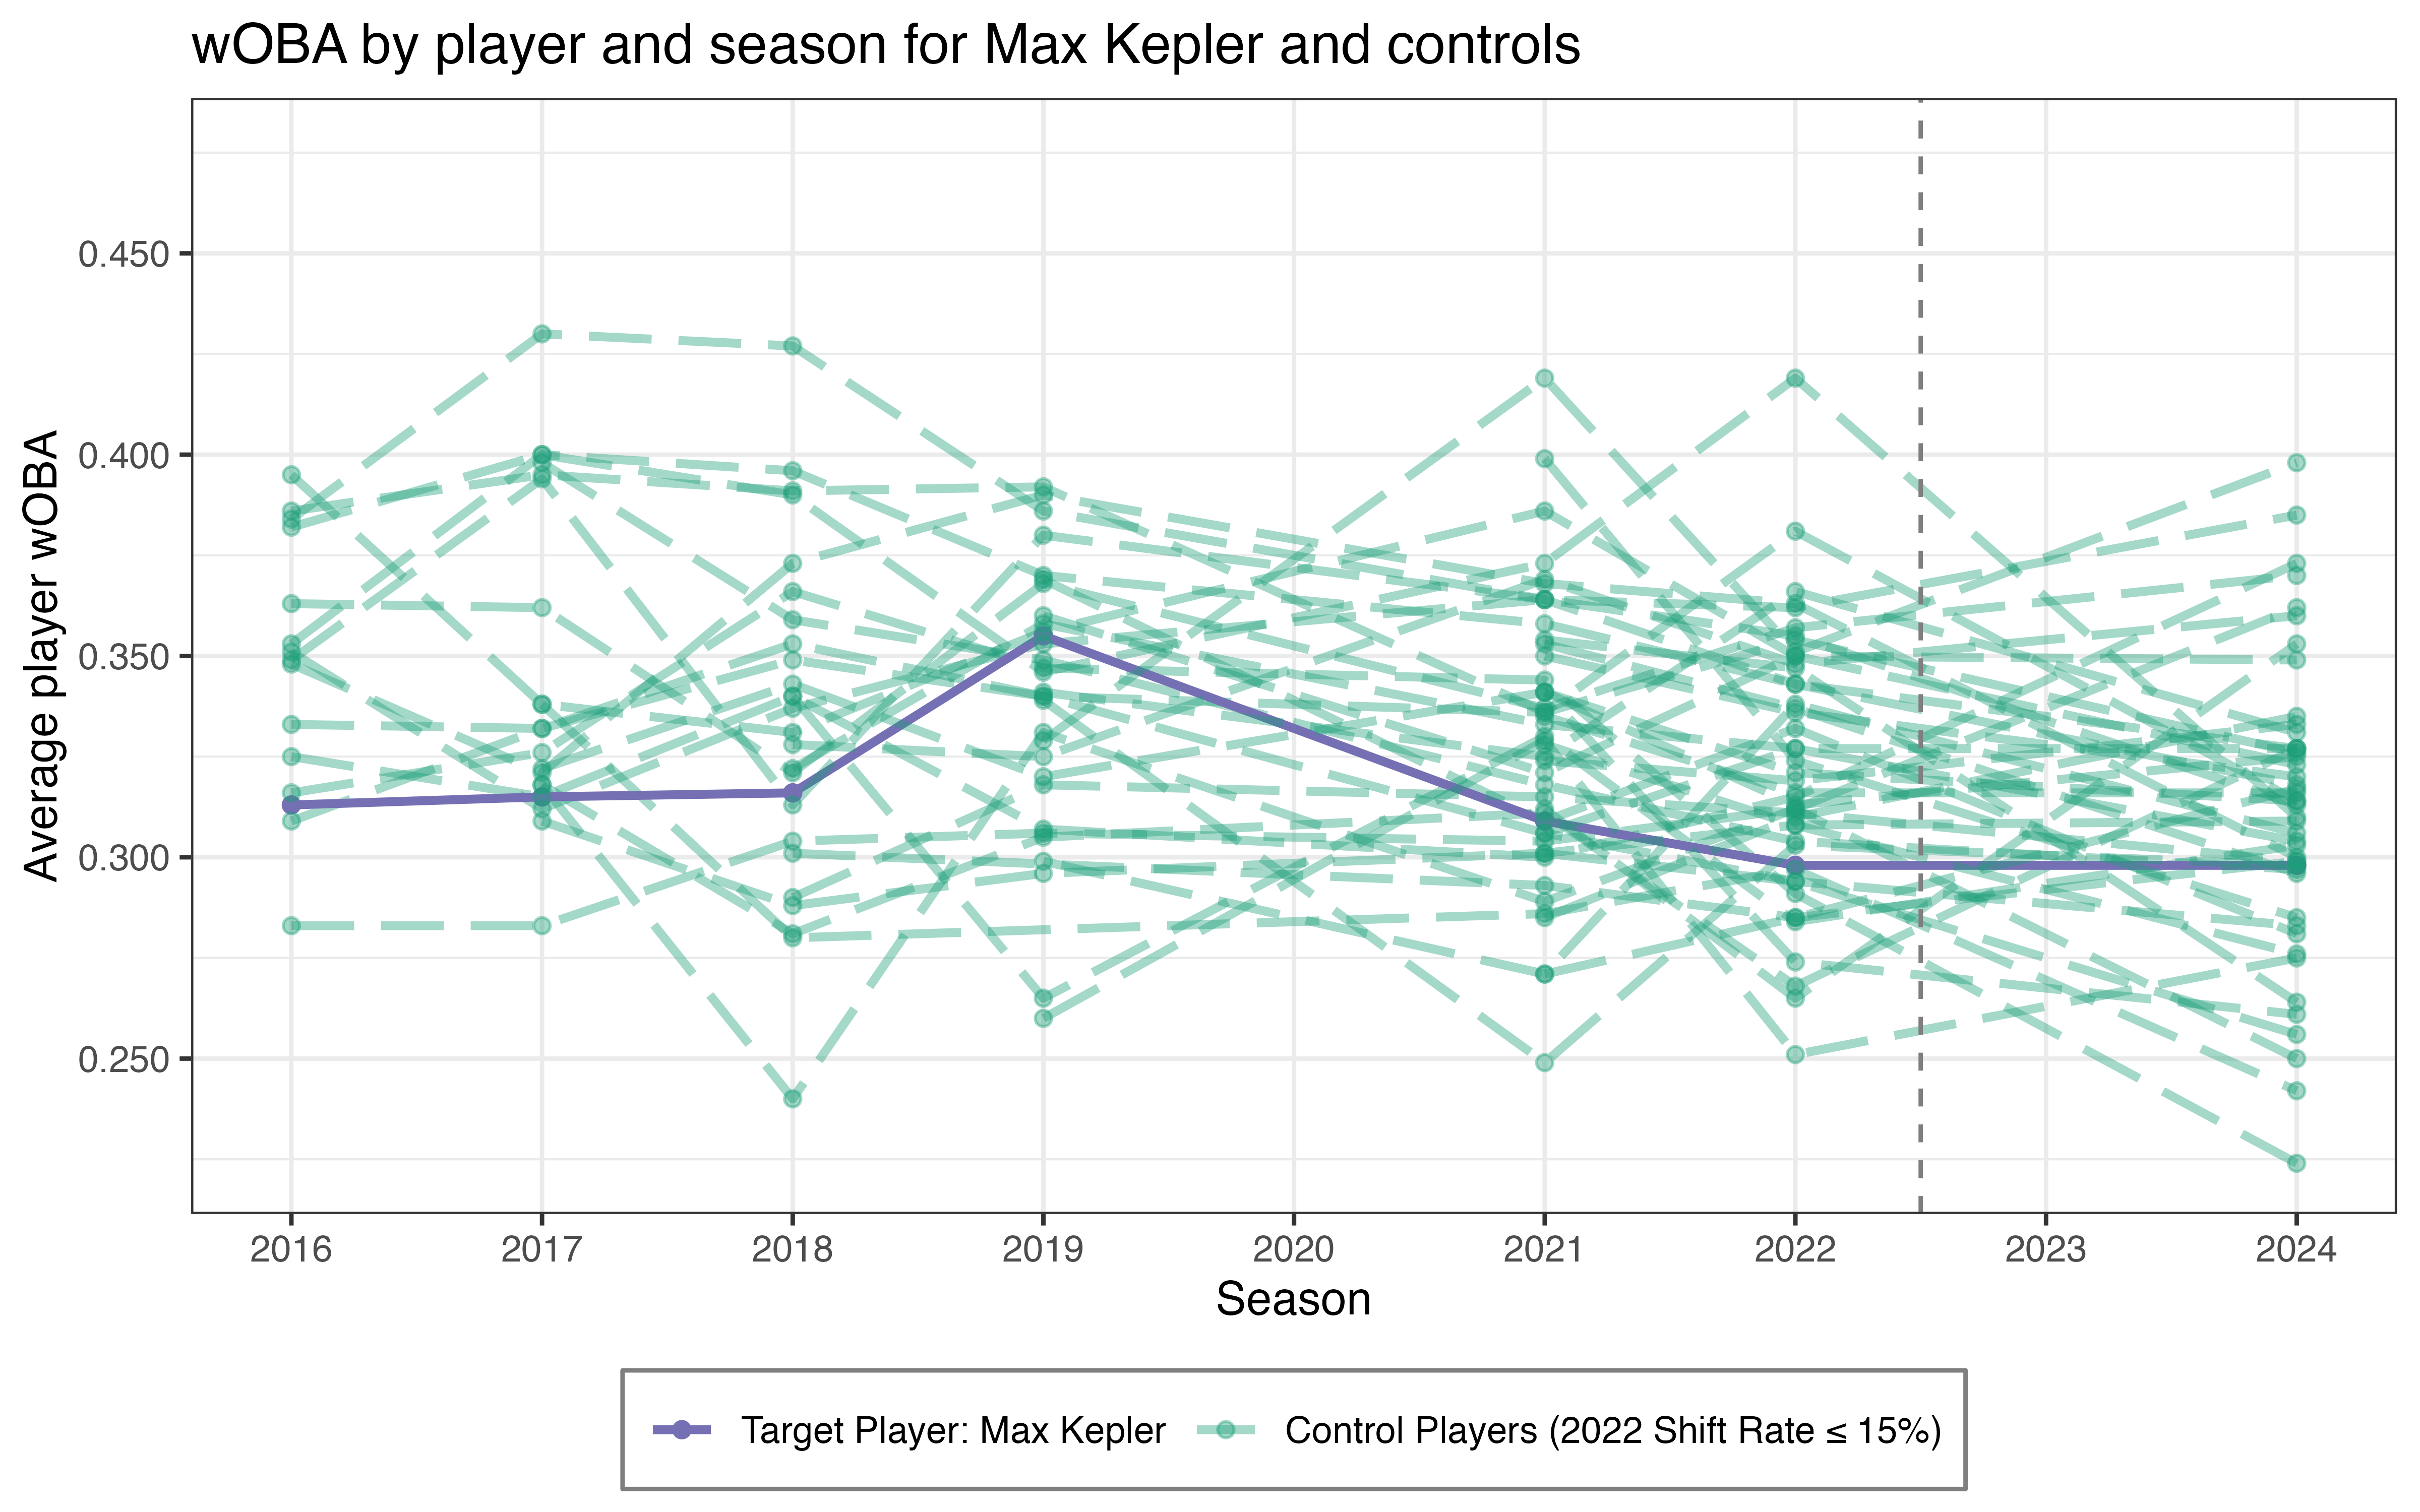 wOBA by player and season for Max Kepler and controls
Average player wOBA
0.450
0.400
0.350
0.300
0.250
2016 2017 2018 2019 2020 2021 2022 2023 2024
Season
Target Player: Max Kepler Control Players (2022 Shift Rate ≤ 15%)